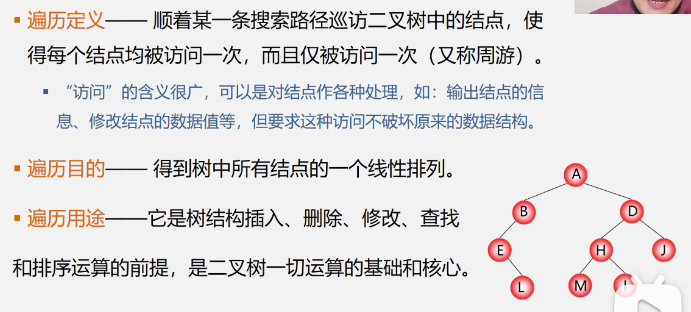 遍历定义—— 顺着某一条搜索路径巡访二叉树中的结点，使
得每个结点均被访问一次，而且仅被访问一次（又称周游）。
“访问”的含义很广，可以是对结点作各种处理，如：输出结点的信
息、修改结点的数据值等，但要求这种访问不破坏原来的数据结构。
遍历目的—— 得到树中所有结点的一个线性排列。
遍历用途——它是树结构插入、删除、修改、查找
和排序运算的前提，是二叉树一切运算的基础和核心。
A
B D
E H J
L M